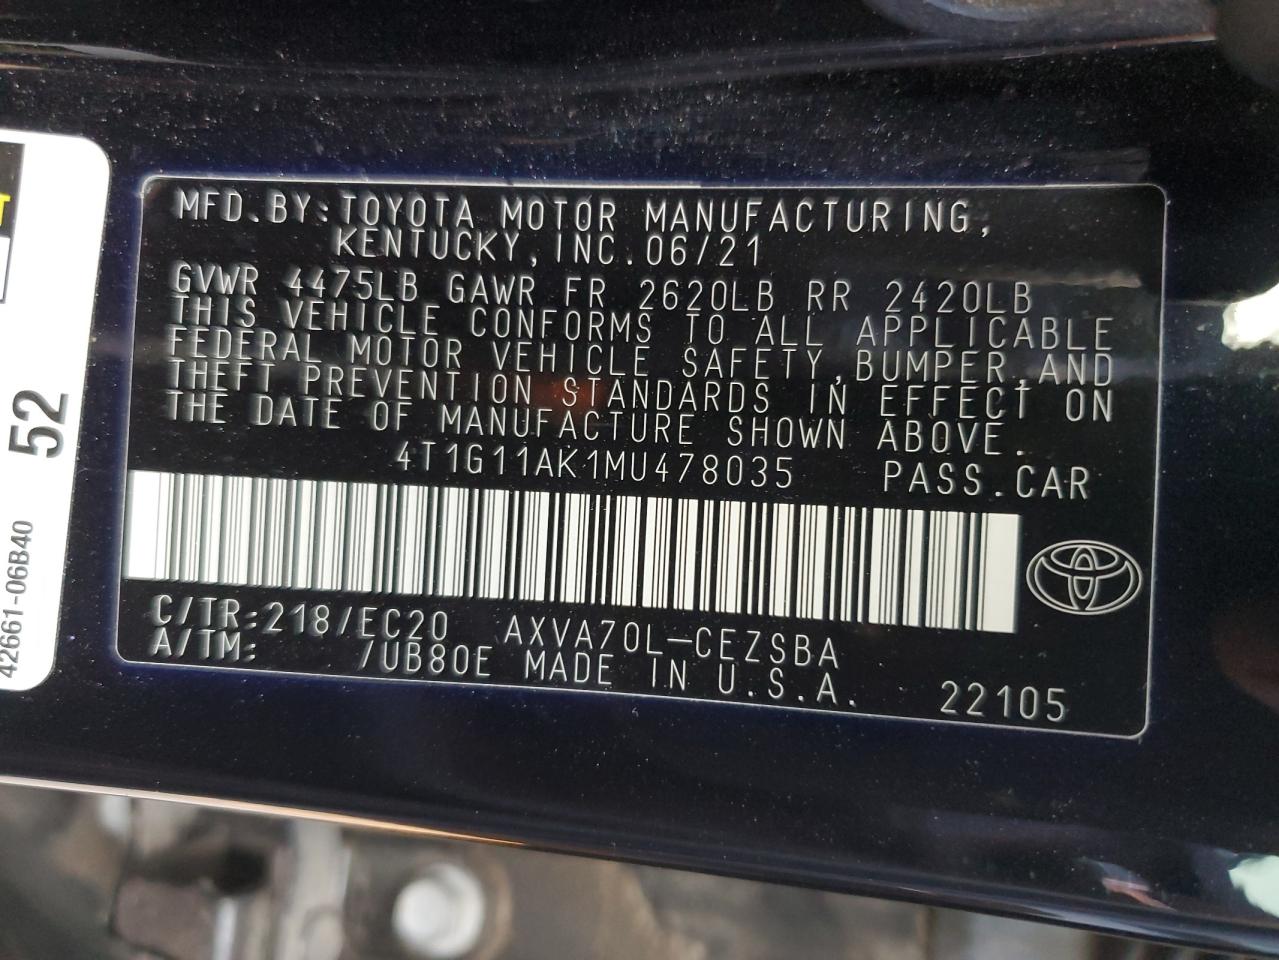 MFD.BY:TOYOTA MOTOR MANUFACTURING,
KENTUCKY,INC.06/21
GVWR 4475LB GAWR FR 2620LB RR 2420LB
THIS VEHICLE CONFORMS TO ALL APPLICABLE
FEDERAL MOTOR VEHICLE SAFETY,BUMPER,AND
THEFT PREVENTION STANDARDS IN EFFECT ON
THE DATE OF MANUFACTURE SHOWN ABOVE.
4T1G11AK1MU478035 PASS.CAR
C/TR:218/EC20 AXVA70L-CEZSBA
A/TM: /UB80E MADE IN U.S.A. 22105
52
42661-06B40